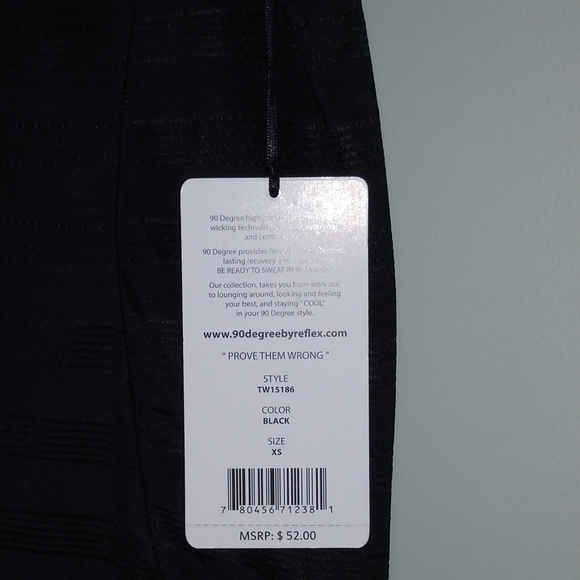 90 Degree high
wicking technology
and comfort
90 Degree provides
lasting recovery
BE READY TO SWEAT IN
Our collection, takes you from work out
to lounging around, looking and feeling
your best, and staying "COOL"
in your 90 Degree style.
www.90degreebyreflex.com
" PROVE THEM WRONG "
STYLE
TW15186
COLOR
BLACK
SIZE
XS
7 80456 71238 1
MSRP: $ 52.00